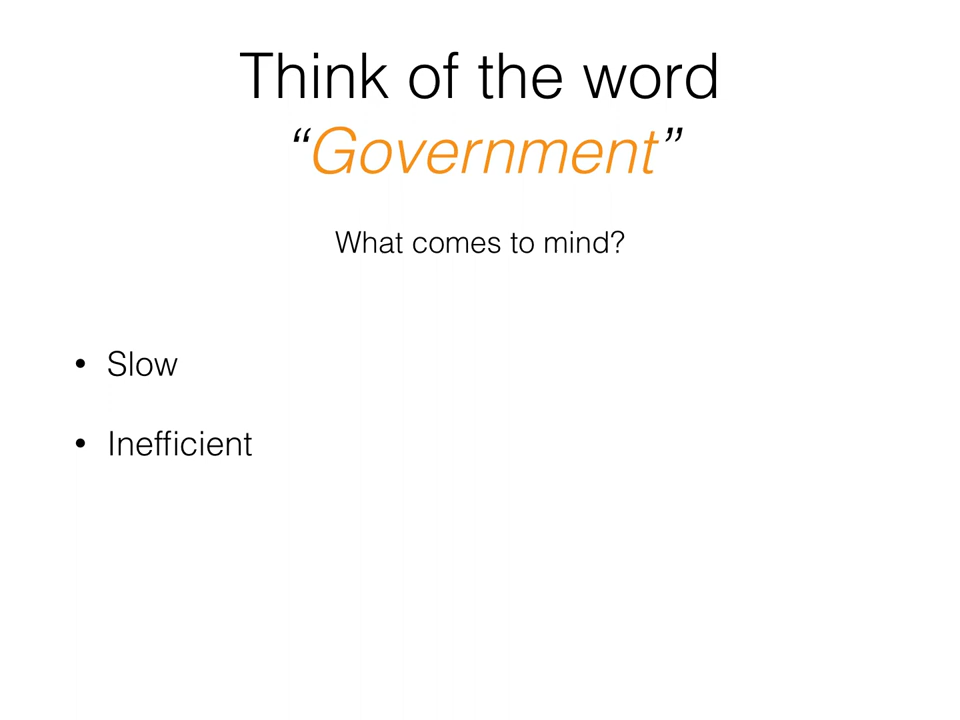 Think of the word
“Government”
What comes to mind?
• Slow
• Inefficient